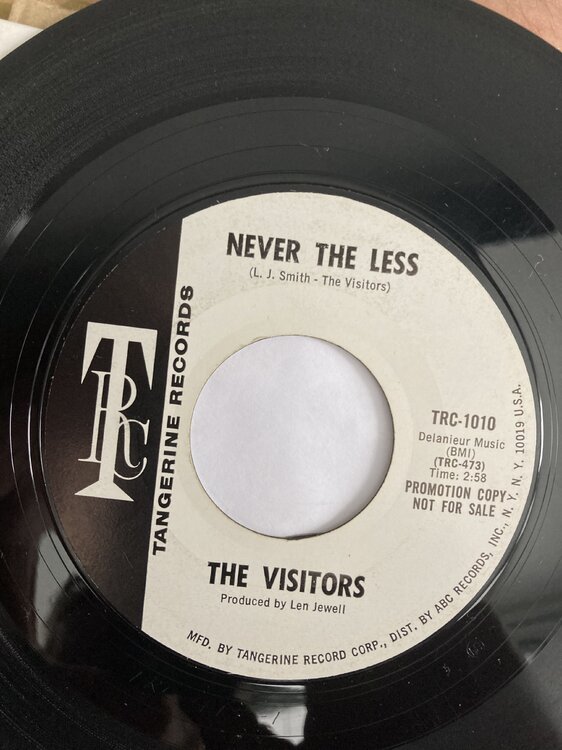 NEVER THE LESS
(L. J. Smith - The Visitors)
TRC
TANGERINE RECORDS
TRC-1010
Delanieur Music
(BMI)
(TRC-473)
Time: 2:58
PROMOTION COPY
NOT FOR SALE
THE VISITORS
Produced by Len Jewell
MFD. BY TANGERINE RECORD CORP., DIST. BY ABC RECORDS, INC., N. Y. N. Y. 10019 U.S.A.